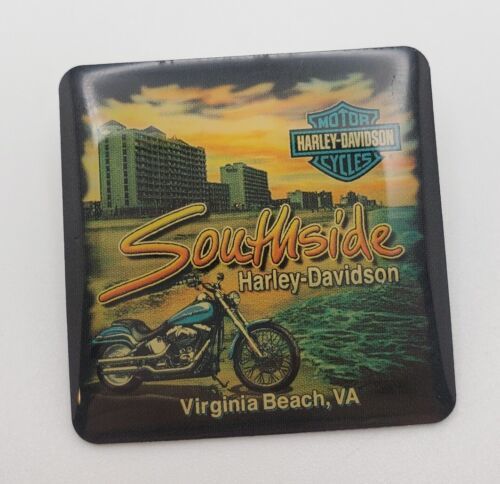 MOTOR
HARLEY-DAVIDSON
CYCLES
Southside
Harley-Davidson
Virginia Beach, VA